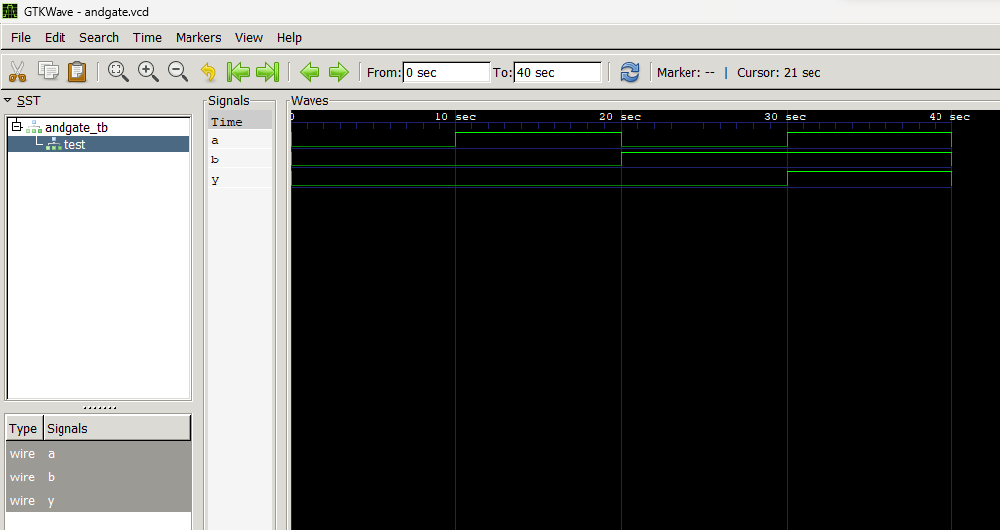 GTKWave - andgate.vcd
File Edit Search Time Markers View Help
From: 0 sec To: 40 sec Marker: -- | Cursor: 21 sec
SST
andgate_tb
test
Type Signals
wire a
wire b
wire y
Signals
Time
a
b
y
Waves
0 10 sec 20 sec 30 sec 40 sec